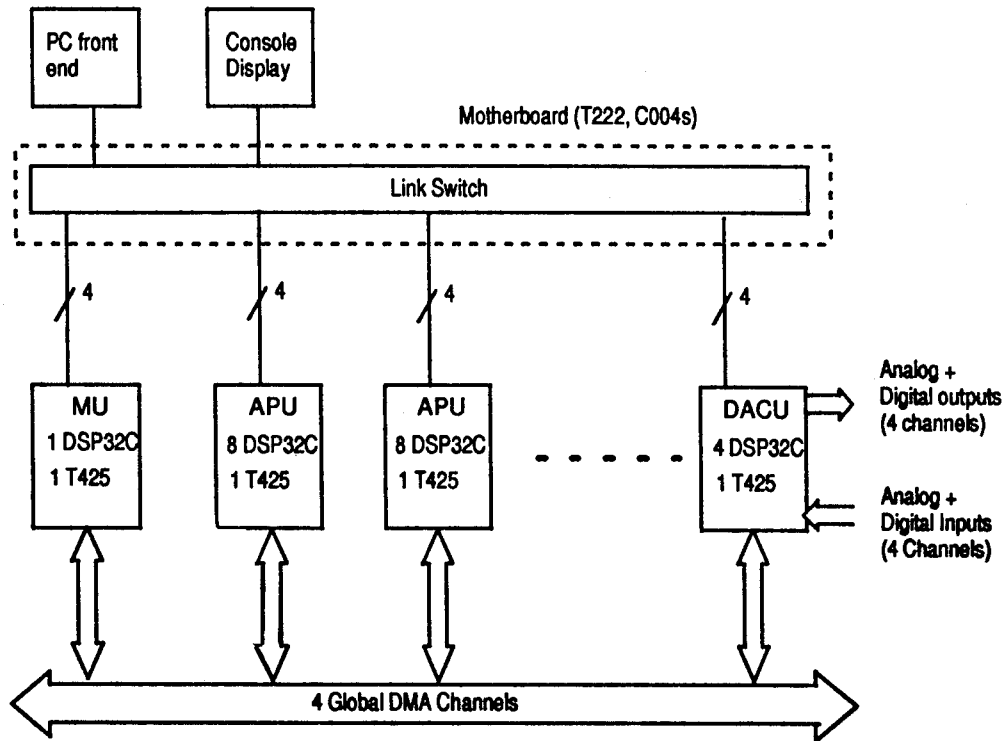 PC front
end
Console
Display
Motherboard (T222, C004s)
Link Switch
4
4
4
4
MU
1 DSP32C
1 T425
APU
8 DSP32C
1 T425
APU
8 DSP32C
1 T425
DACU
4 DSP32C
1 T425
Analog +
Digital outputs
(4 channels)
Analog +
Digital Inputs
(4 Channels)
4 Global DMA Channels